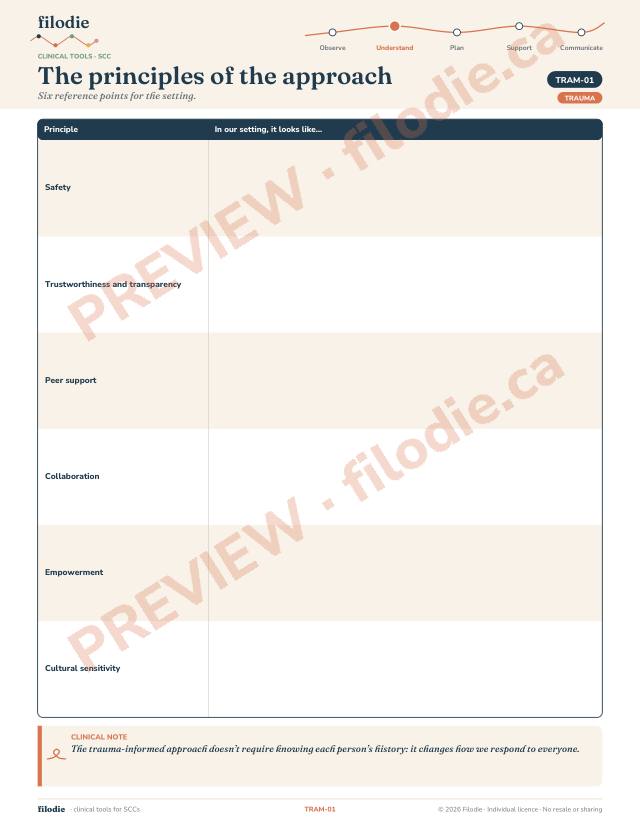 filodie
Observe Understand Plan Support Communicate
CLINICAL TOOLS · SCC
The principles of the approach
Six reference points for the setting.
TRAM-01
TRAUMA
Principle In our setting, it looks like...
Safety
Trustworthiness and transparency
Peer support
Collaboration
Empowerment
Cultural sensitivity
PREVIEW · filodie.ca
PREVIEW · filodie.ca
CLINICAL NOTE
The trauma-informed approach doesn't require knowing each person's history: it changes how we respond to everyone.
filodie · clinical tools for SCCs TRAM-01 © 2026 Filodie · Individual licence · No resale or sharing